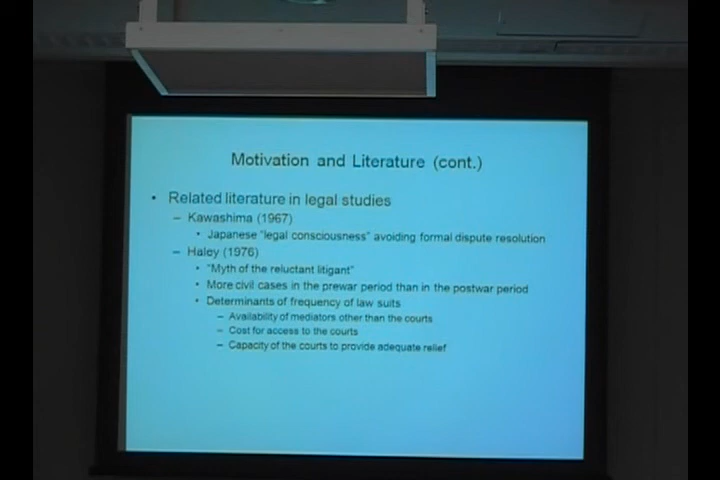 Motivation and Literature (cont.)
• Related literature in legal studies
– Kawashima (1967)
• Japanese "legal consciousness" avoiding formal dispute resolution
– Haley (1976)
• "Myth of the reluctant litigant"
• More civil cases in the prewar period than in the postwar period
• Determinants of frequency of law suits
– Availability of mediators other than the courts
– Cost for access to the courts
– Capacity of the courts to provide adequate relief